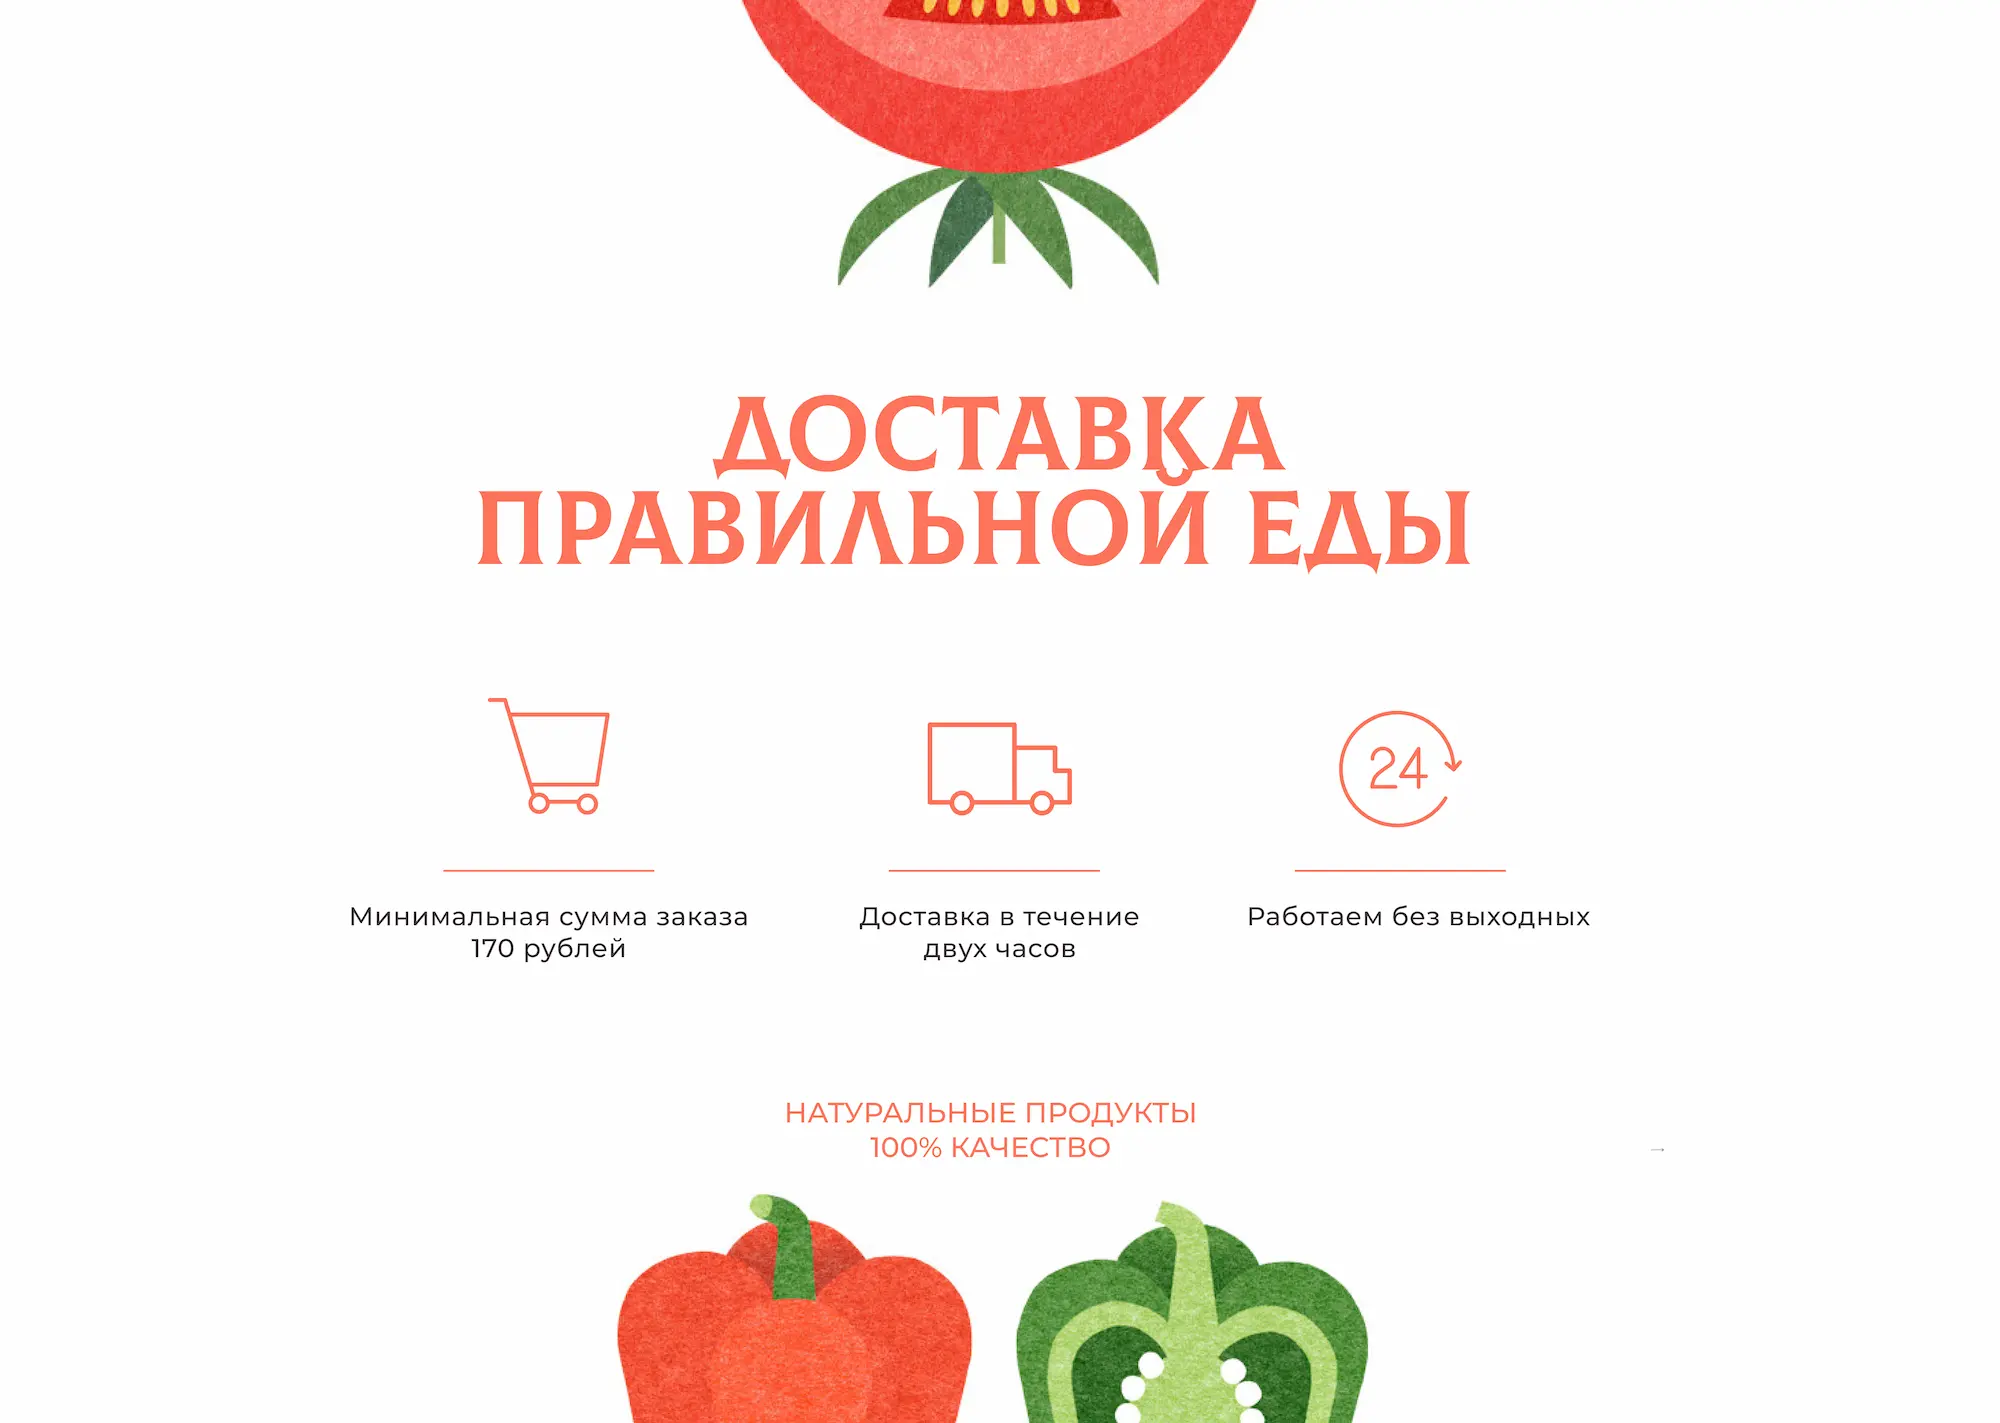 ДОСТАВКА
ПРАВИЛЬНОЙ ЕДЫ
24
Минимальная сумма заказа
170 рублей
Доставка в течение
двух часов
Работаем без выходных
НАТУРАЛЬНЫЕ ПРОДУКТЫ
100% КАЧЕСТВО